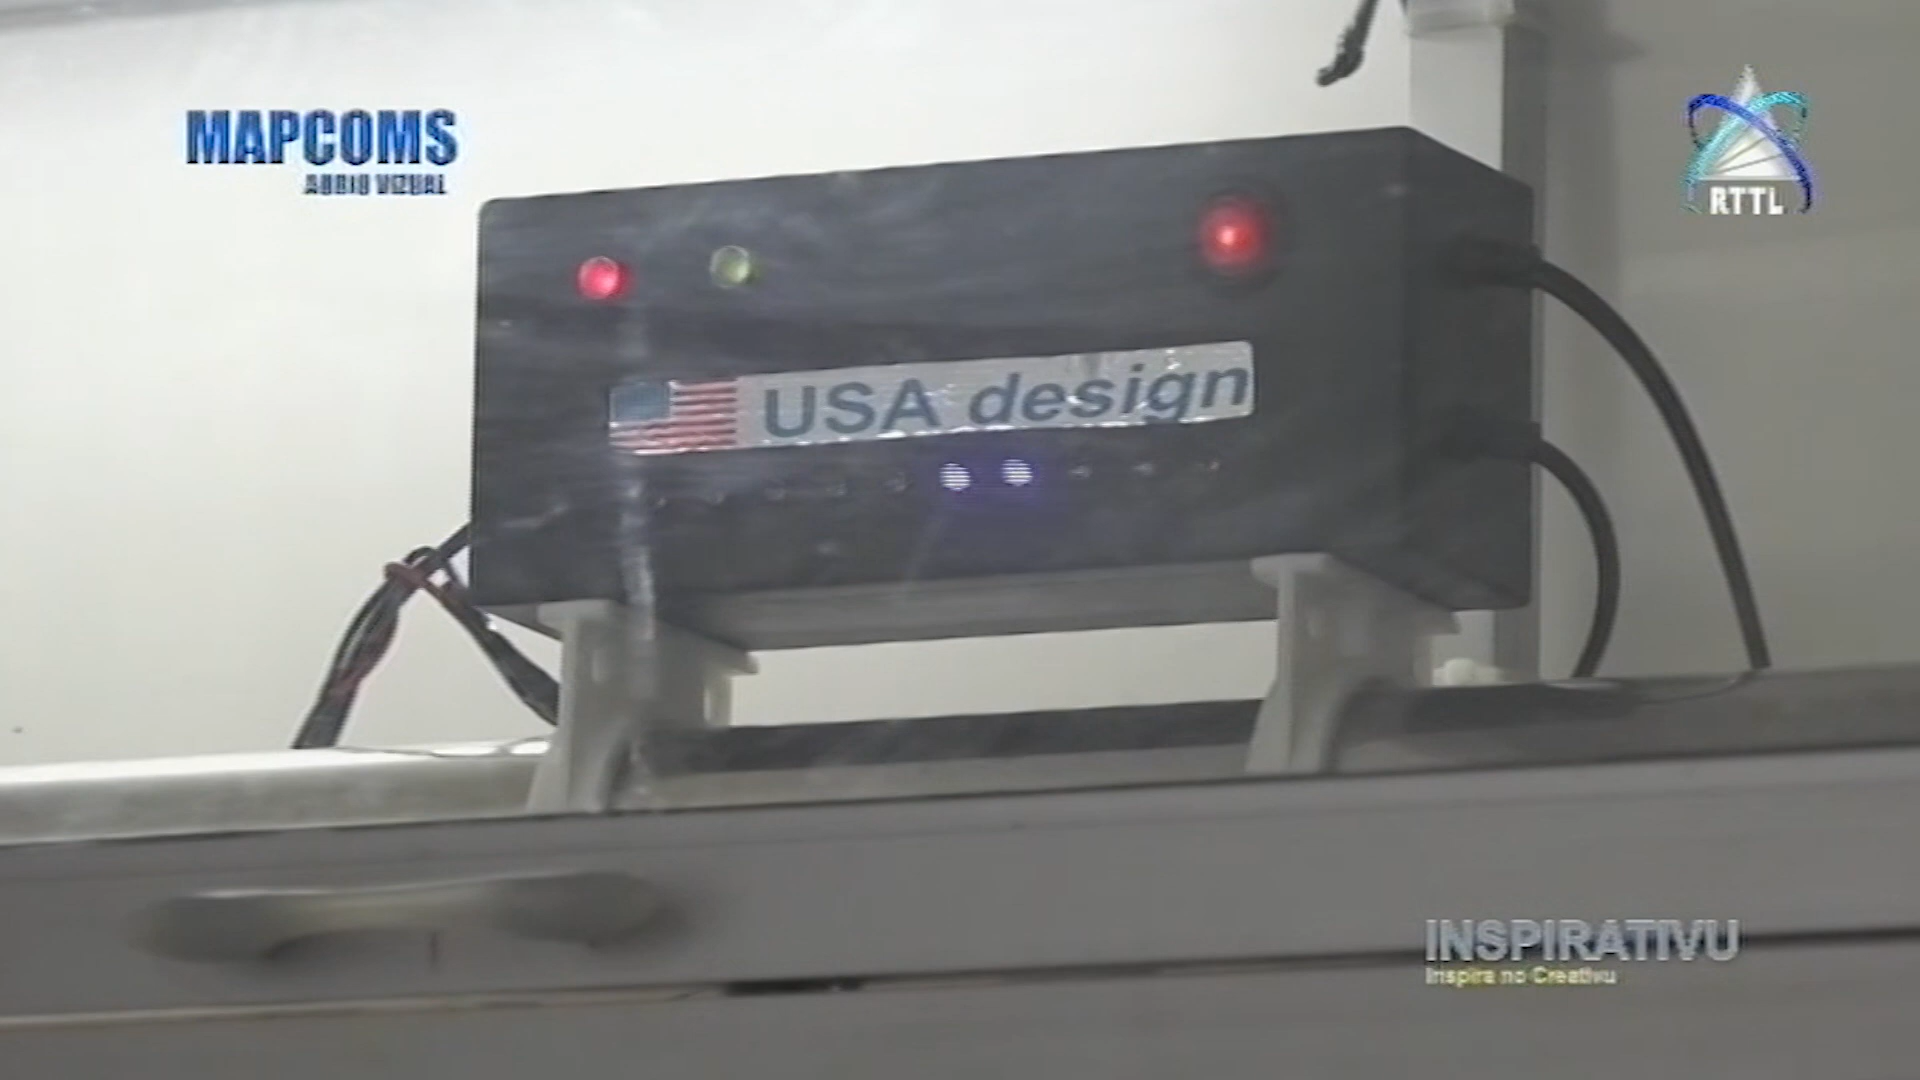 MAPCOMS
AUDIO VIZUAL
RTTL
USA design
INSPIRATIVU
Inspira no Creativu